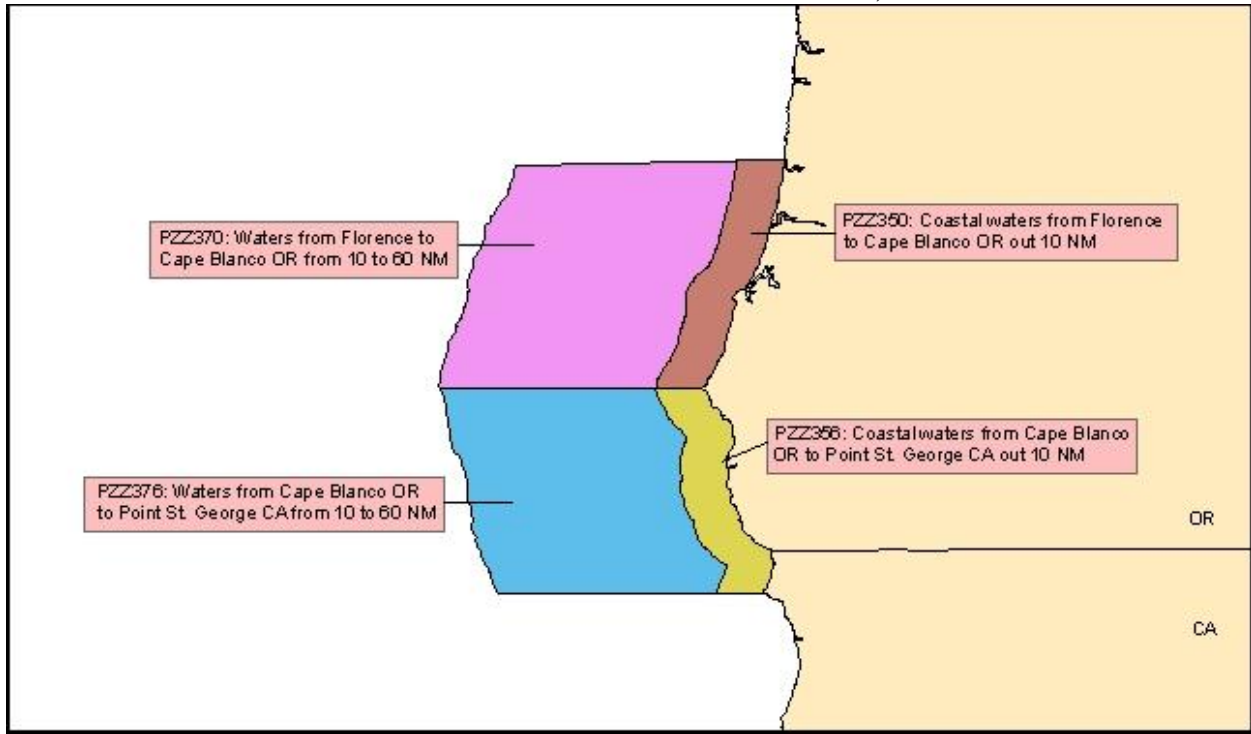 PZZ370: Waters from Florence to
Cape Blanco OR from 10 to 60 NM
PZZ350: Coastal waters from Florence
to Cape Blanco OR out 10 NM
PZZ356: Coastal waters from Cape Blanco
OR to Point St. George CA out 10 NM
PZZ376: Waters from Cape Blanco OR
to Point St. George CA from 10 to 60 NM
OR
CA